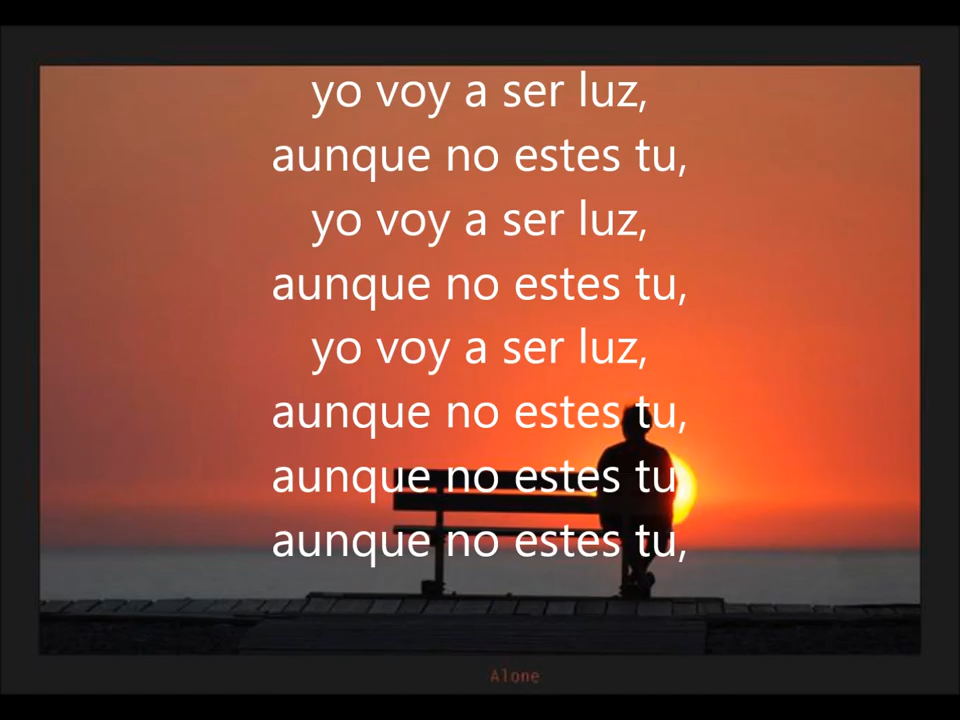 yo voy a ser luz,
aunque no estes tu,
yo voy a ser luz,
aunque no estes tu,
yo voy a ser luz,
aunque no estes tu,
aunque no estes tu,
aunque no estes tu,
Alone